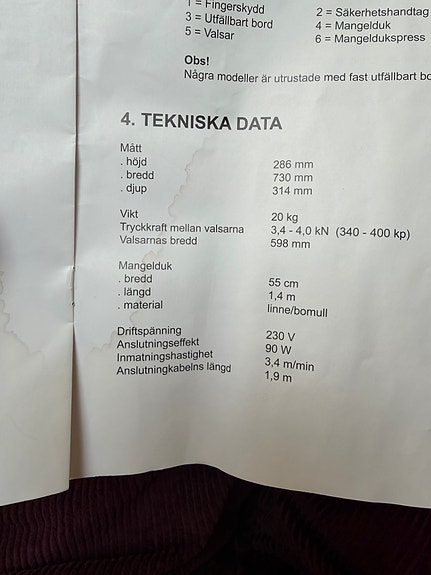 1 = Fingerskydd
2 = Säkerhetshandtag
3 = Utfällbart bord
4 = Mangelduk
5 = Valsar
6 = Mangeldukspress
Obs!
Några modeller är utrustade med fast utfällbart
4. TEKNISKA DATA
Mått
. höjd 286 mm
. bredd 730 mm
. djup 314 mm
Vikt 20 kg
Tryckkraft mellan valsarna 3,4 - 4,0 kN (340 - 400 kp)
Valsarnas bredd 598 mm
Mangelduk
. bredd 55 cm
. längd 1,4 m
. material linne/bomull
Driftspänning 230 V
Anslutningseffekt 90 W
Inmatningshastighet 3,4 m/min
Anslutningkabelns längd 1,9 m